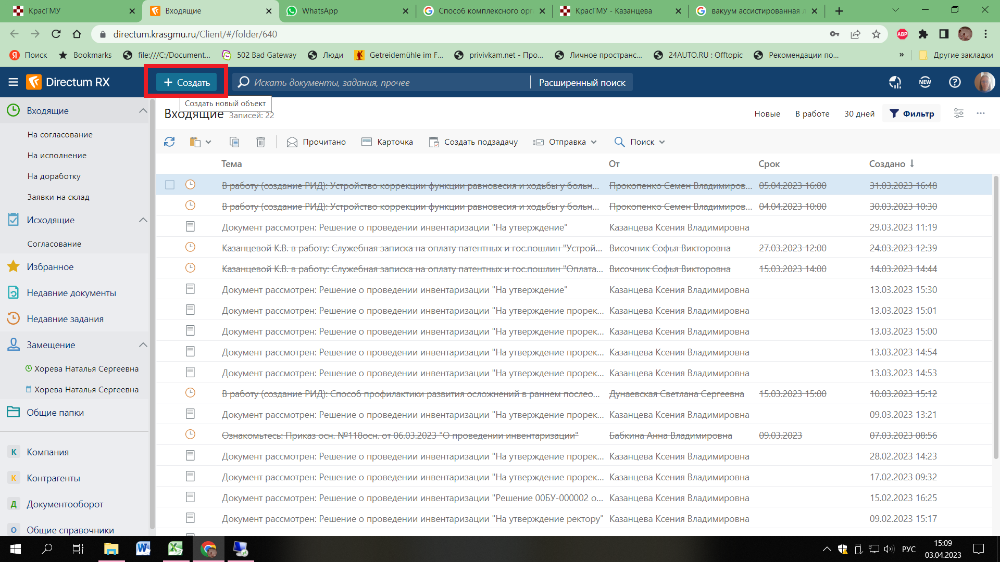 КрасГМУ
Входящие
WhatsApp
Способ комплексного орг
КрасГМУ - Казанцева
вакуум ассистированная л
directum.krasgmu.ru/Client/#/folder/640
ABP
Поиск
Bookmarks
file:///C:/Document...
502 Bad Gateway
Люди
Getreidemühle im F...
privivkam.net - Про...
Личное пространс...
24AUTO.RU : Offtopic
Рекомендации по...
»
Другие закладки
Directum RX
+ Создать
Искать документы, задания, прочее
Расширенный поиск
NEW
Создать новый объект
Входящие
На согласование
На исполнение
На доработку
Заявки на склад
Исходящие
Согласование
Избранное
Недавние документы
Недавние задания
Замещение
Хорева Наталья Сергеевна
Хорева Наталья Сергеевна
Общие папки
К Компания
К Контрагенты
Д Документооборот
О Общие справочники
Входящие Записей: 22
Новые В работе 30 дней Фильтр
Прочитано Карточка Создать подзадачу Отправка Поиск
Тема От Срок Создано
В работу (создание РИД): Устройство коррекции функции равновесия и ходьбы у больн... Прокопенко Семен Владимиров... 05.04.2023 16:00 31.03.2023 16:48
В работу (создание РИД): Устройство коррекции функции равновесия и ходьбы у больн... Прокопенко Семен Владимиров... 04.04.2023 10:00 30.03.2023 10:30
Документ рассмотрен: Решение о проведении инвентаризации "На утверждение" Казанцева Ксения Владимировна 29.03.2023 11:19
Казанцевой К.В. в работу: Служебная записка на оплату патентных и гос.пошлин "Устрой... Височник Софья Викторовна 27.03.2023 12:00 24.03.2023 12:39
Казанцевой К.В. в работу: Служебная записка на оплату патентных и гос.пошлин "Оплата... Височник Софья Викторовна 15.03.2023 14:00 14.03.2023 14:44
Документ рассмотрен: Решение о проведении инвентаризации "На утверждение" Казанцева Ксения Владимировна 13.03.2023 15:30
Документ рассмотрен: Решение о проведении инвентаризации "На утверждение прорек... Казанцева Ксения Владимировна 13.03.2023 15:01
Документ рассмотрен: Решение о проведении инвентаризации "На утверждение прорек... Казанцева Ксения Владимировна 13.03.2023 15:00
Документ рассмотрен: Решение о проведении инвентаризации "На утверждение прорек... Казанцева Ксения Владимировна 13.03.2023 14:54
Документ рассмотрен: Решение о проведении инвентаризации "На утверждение прорек... Казанцева Ксения Владимировна 13.03.2023 14:53
В работу (создание РИД): Способ профилактики развития осложнений в раннем послео... Дунаевская Светлана Сергеевна 15.03.2023 15:00 10.03.2023 15:12
Документ рассмотрен: Решение о проведении инвентаризации "На утверждение прорек... Казанцева Ксения Владимировна 09.03.2023 13:21
Ознакомьтесь: Приказ осн. №118осн. от 06.03.2023 "О проведении инвентаризации" Бабкина Анна Владимировна 09.03.2023 07.03.2023 08:56
Документ рассмотрен: Решение о проведении инвентаризации "На утверждение прорек... Казанцева Ксения Владимировна 28.02.2023 14:23
Документ рассмотрен: Решение о проведении инвентаризации "На утверждение прорек... Казанцева Ксения Владимировна 17.02.2023 09:32
Документ рассмотрен: Решение о проведении инвентаризации "Решение 00БУ-000002 о... Казанцева Ксения Владимировна 15.02.2023 16:25
Документ рассмотрен: Решение о проведении инвентаризации "На утверждение ректору" Казанцева Ксения Владимировна 09.02.2023 15:17
РУС
15:09
03.04.2023